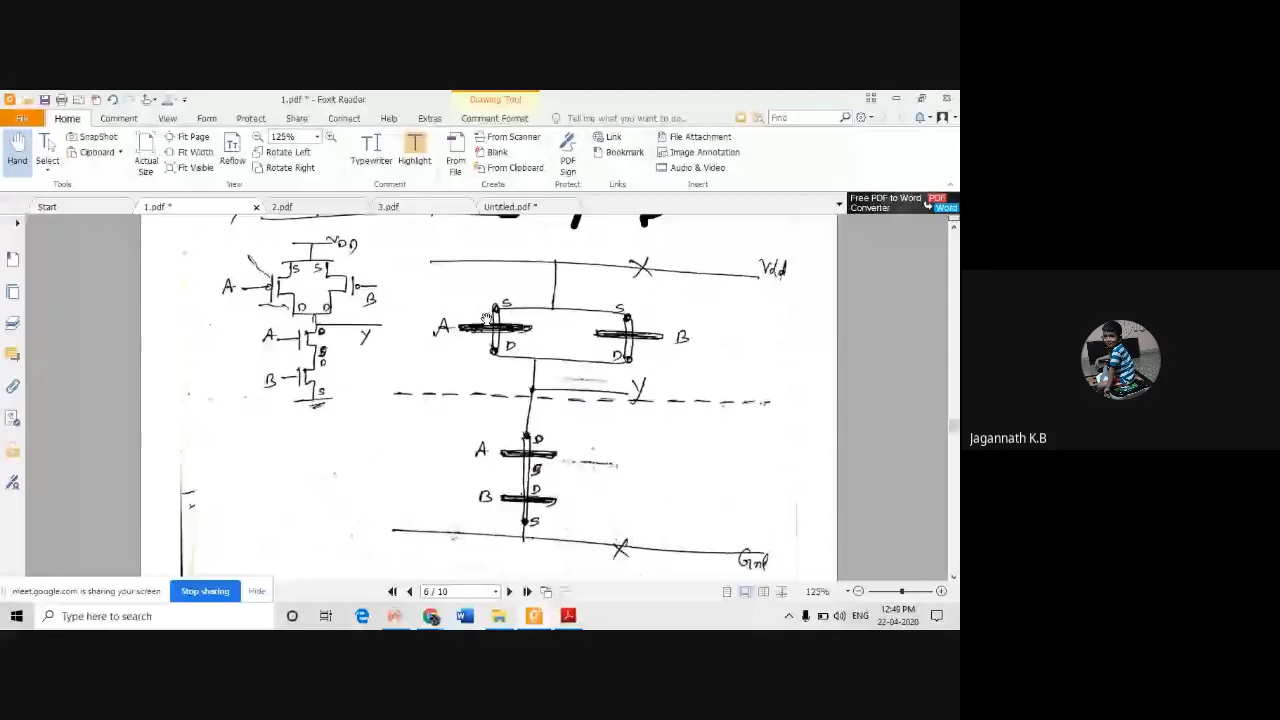 1.pdf * - Foxit Reader
Drawing Tool
File Home Comment View Form Protect Share Connect Help Extras Comment Format Tell me what you want to do.. Find
Hand
Select
SnapShot
Clipboard
Actual Size
Fit Page
Fit Width
Fit Visible
Reflow
125%
Rotate Left
Rotate Right
Typewriter
Highlight
From File
From Scanner
Blank
From Clipboard
PDF Sign
Link
Bookmark
File Attachment
Image Annotation
Audio & Video
Tools View Comment Create Protect Links Insert
Start 1.pdf * 2.pdf 3.pdf Untitled.pdf *
Free PDF to Word Converter
PDF
Word
VDD
S S
A
B
D D
A D
Y
S
D
B
S
Vdd
S S
A
B
D D
Y
A D
S
B D
S
Gnd
Jagannath K.B
meet.google.com is sharing your screen
Stop sharing
Hide
6 / 10
125%
Type here to search
ENG
12:49 PM
22-04-2020